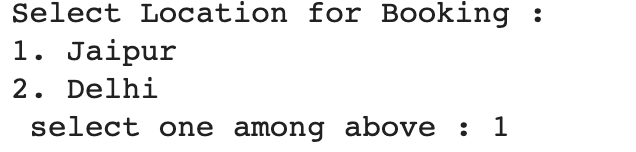 Select Location for Booking :
1. Jaipur
2. Delhi
 select one among above : 1